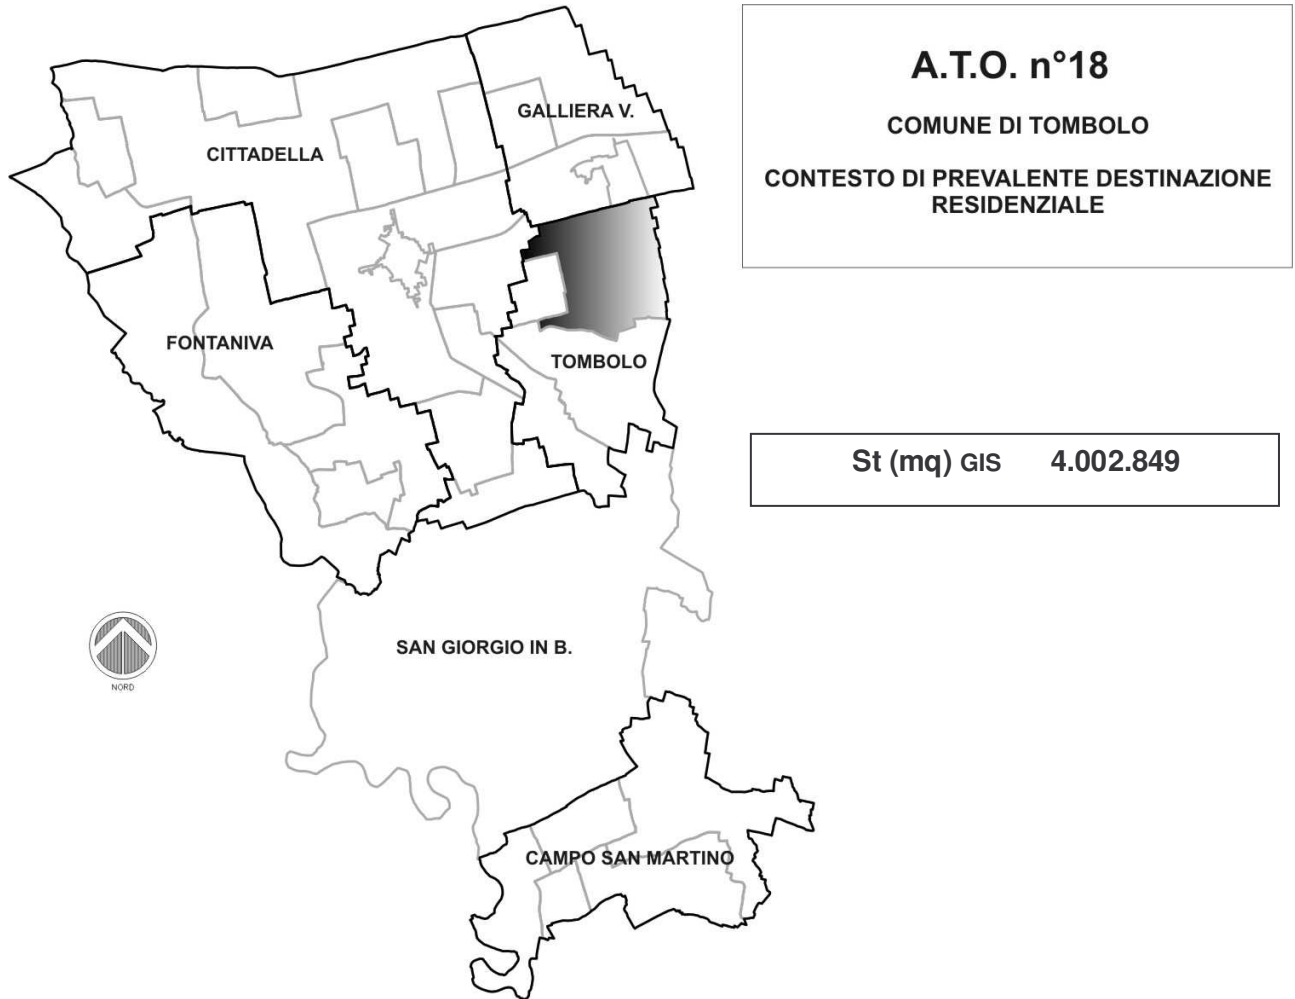 A.T.O. n°18
COMUNE DI TOMBOLO
CONTESTO DI PREVALENTE DESTINAZIONE
RESIDENZIALE
GALLIERA V.
CITTADELLA
FONTANIVA
TOMBOLO
St (mq) GIS 4.002.849
SAN GIORGIO IN B.
NORD
CAMPO SAN MARTINO